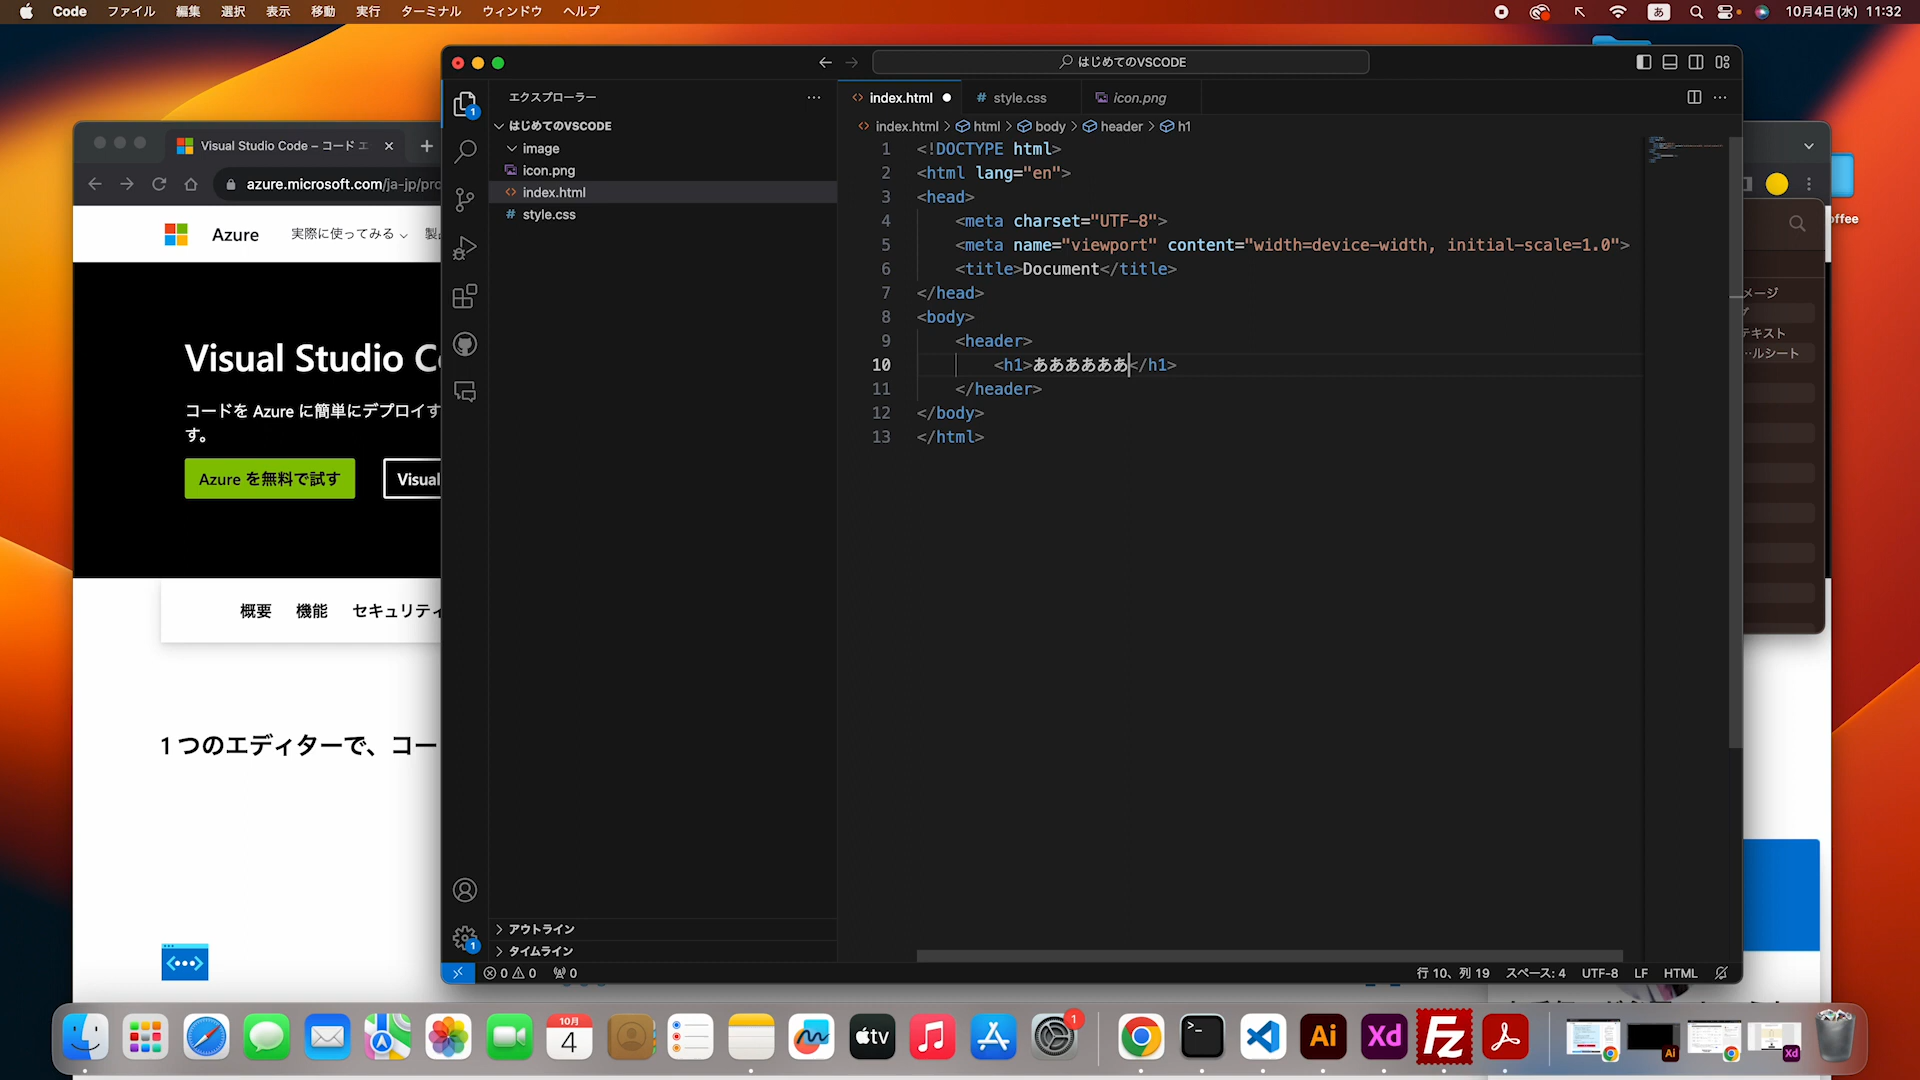 Code ファイル 編集 選択 表示 移動 実行 ターミナル ウィンドウ ヘルプ
あ 10月4日(水) 11:32
はじめてのVSCODE
エクスプローラー
index.html style.css icon.png
はじめてのVSCODE
image
icon.png
index.html
style.css
index.html > html > body > header > h1
1 <!DOCTYPE html>
2 <html lang="en">
3 <head>
4 <meta charset="UTF-8">
5 <meta name="viewport" content="width=device-width, initial-scale=1.0">
6 <title>Document</title>
7 </head>
8 <body>
9 <header>
10 <h1>ああああああ</h1>
11 </header>
12 </body>
13 </html>
アウトライン
タイムライン
0 0 0
行 10、列 19 スペース: 4 UTF-8 LF HTML
1
1
Visual Studio Code – コード エ
azure.microsoft.com/ja-jp/pro
Azure 実際に使ってみる 製
Visual Studio C
コードを Azure に簡単にデプロイす
す。
Azure を無料で試す Visual
概要 機能 セキュリティ
1 つのエディターで、コー
offee
メージ
テキスト
ルシート
10月
4
tv
1
Ai
Xd
Fz
Ai
Xd